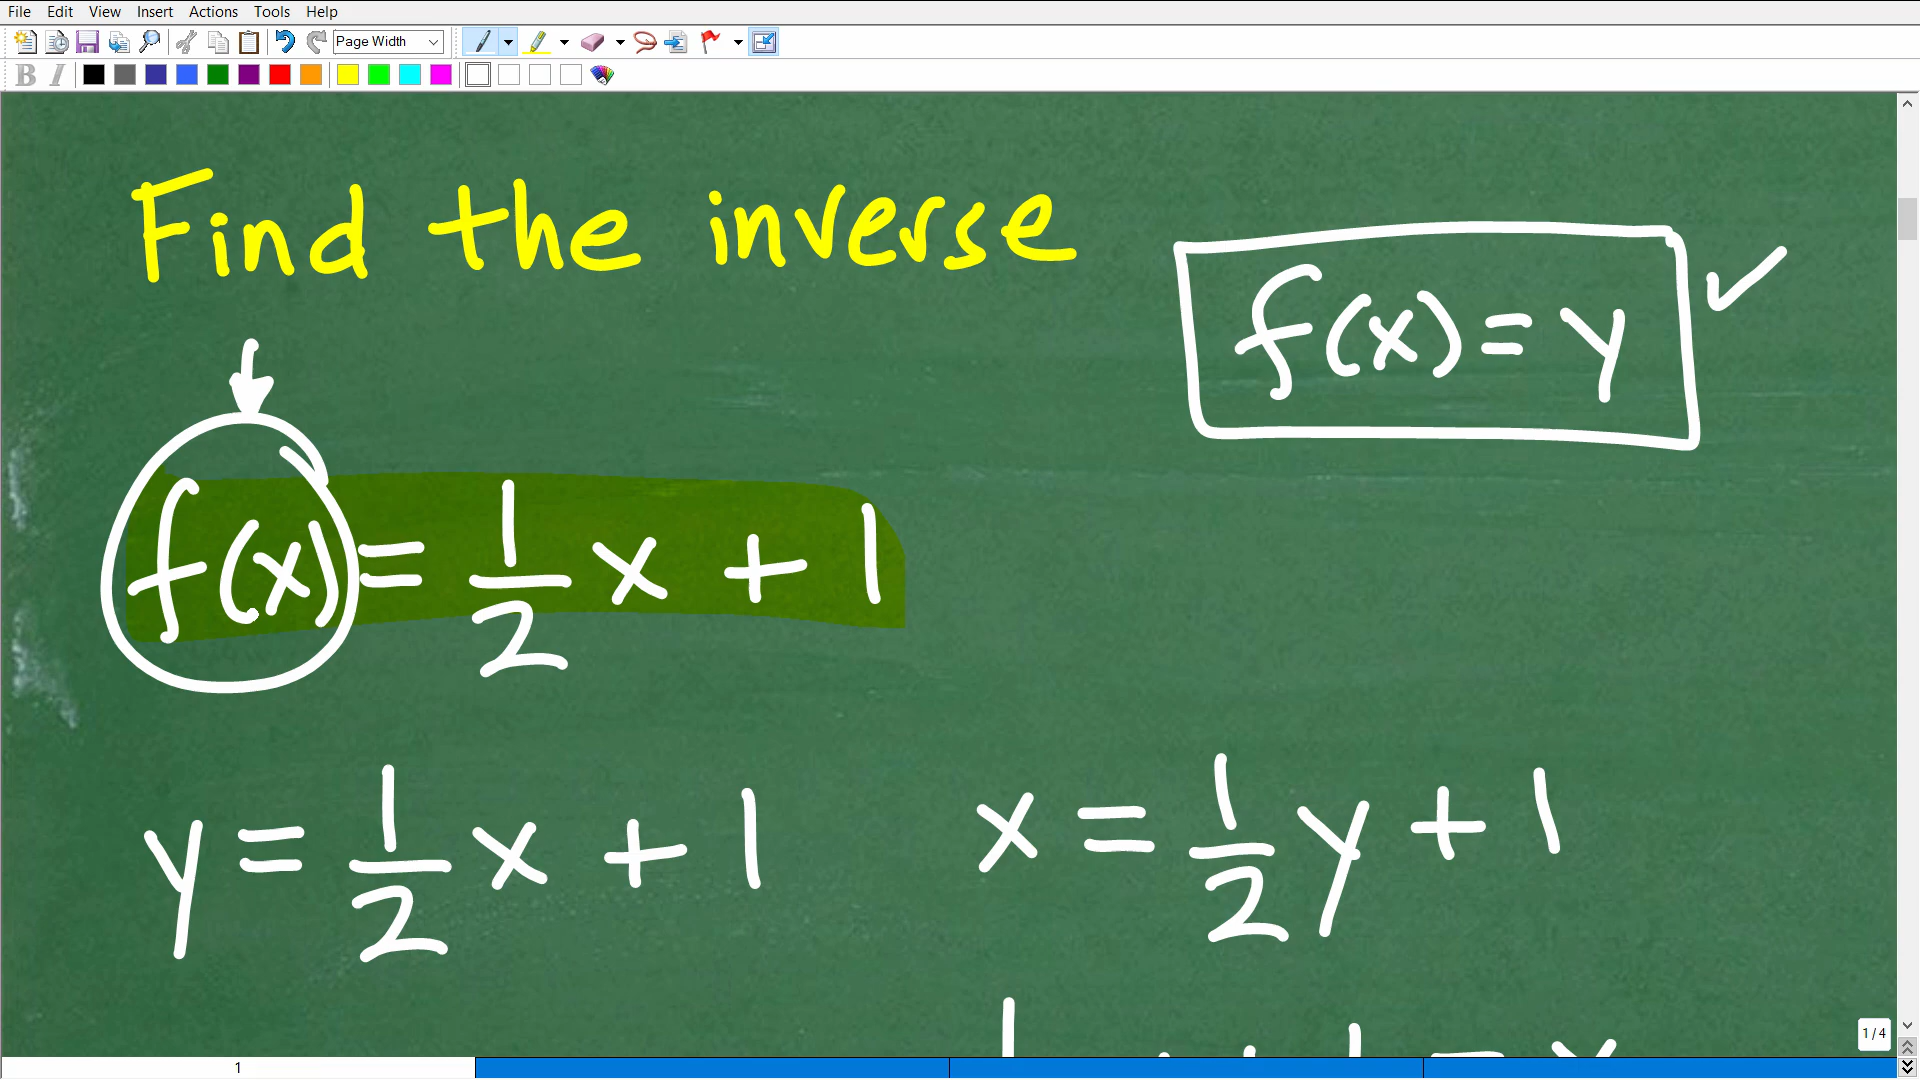 File Edit View Insert Actions Tools Help
Page Width
B I
Find the inverse
f(x) = y
f(x) = 1/2 x + 1
y = 1/2 x + 1
x = 1/2 y + 1
1/4
1